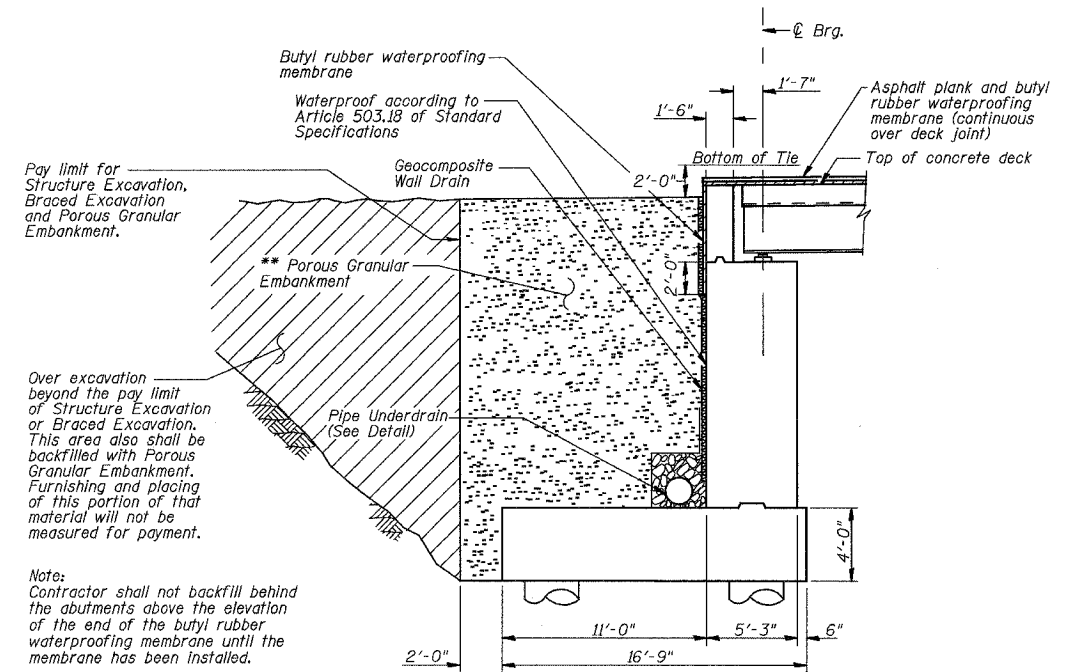 ℄ Brg.
Butyl rubber waterproofing
membrane
1'-7"
Asphalt plank and butyl
rubber waterproofing
membrane (continuous
over deck joint)
Waterproof according to
Article 503.18 of Standard
Specifications
1'-6"
Bottom of Tie
Top of concrete deck
Geocomposite
Wall Drain
2'-0"
Pay limit for
Structure Excavation,
Braced Excavation
and Porous Granular
Embankment.
** Porous Granular
Embankment
2'-0"
Over excavation
beyond the pay limit
of Structure Excavation
or Braced Excavation.
This area also shall be
backfilled with Porous
Granular Embankment.
Furnishing and placing
of this portion of that
material will not be
measured for payment.
Pipe Underdrain
(See Detail)
4'-0"
Note:
Contractor shall not backfill behind
the abutments above the elevation
of the end of the butyl rubber
waterproofing membrane until the
membrane has been installed.
11'-0"
5'-3"
6"
2'-0"
16'-9"